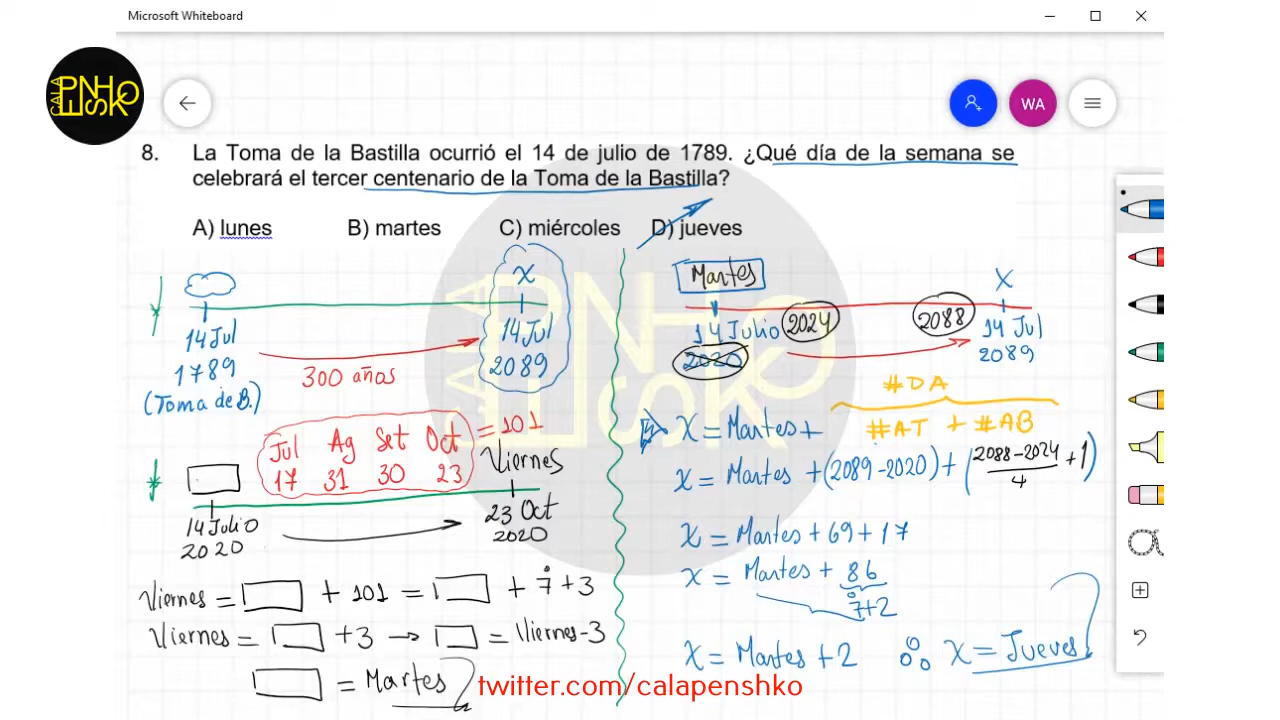 Microsoft Whiteboard
CALA
PENHSKO
WA
8. La Toma de la Bastilla ocurrió el 14 de julio de 1789. ¿Qué día de la semana se
celebrará el tercer centenario de la Toma de la Bastilla?
A) lunes B) martes C) miércoles D) jueves
x
14 Jul
1789
(Toma de B.)
300 años
14 Jul
2089
Jul Ag Set Oct
17 31 30 23
= 101
Viernes
14 Julio
2020
23 Oct
2020
Viernes = + 101 = + 7 + 3
Viernes = + 3 → = Viernes - 3
= Martes
Martes
14 Julio
2020
2024
2088
X
14 Jul
2089
#DA
X = Martes + #AT + #AB
X = Martes + (2089 - 2020) + (2088 - 2024 / 4 + 1)
X = Martes + 69 + 17
X = Martes + 86
7 + 2
X = Martes + 2 ∴ X = Jueves
twitter.com/calapenshko